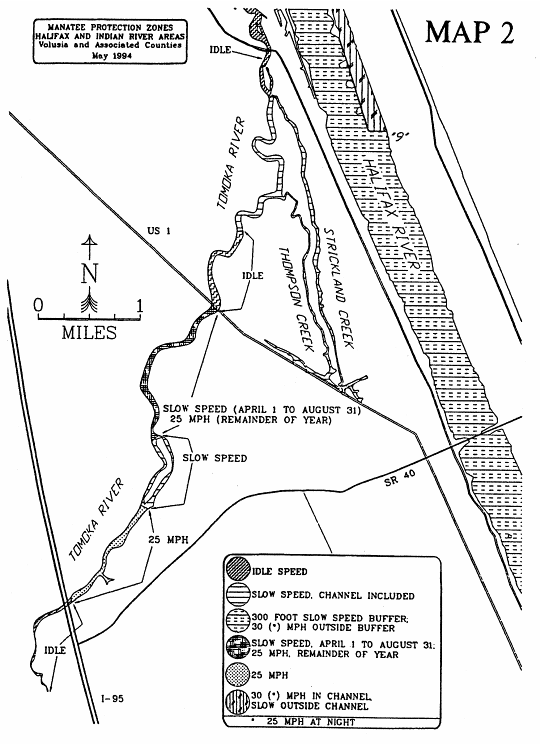 MANATEE PROTECTION ZONES
HALIFAX AND INDIAN RIVER AREAS
Volusia and Associated Counties
May 1994
MAP 2
IDLE
"9"
TOMOKA RIVER
HALIFAX RIVER
US 1
STRICKLAND CREEK
THOMPSON CREEK
IDLE
N
0 1
MILES
SLOW SPEED (APRIL 1 TO AUGUST 31)
25 MPH (REMAINDER OF YEAR)
SLOW SPEED
SR 40
TOMOKA RIVER
25 MPH
IDLE
I-95
IDLE SPEED
SLOW SPEED, CHANNEL INCLUDED
300 FOOT SLOW SPEED BUFFER;
30 (*) MPH OUTSIDE BUFFER
SLOW SPEED, APRIL 1 TO AUGUST 31;
25 MPH, REMAINDER OF YEAR
25 MPH
30 (*) MPH IN CHANNEL,
SLOW OUTSIDE CHANNEL
* 25 MPH AT NIGHT